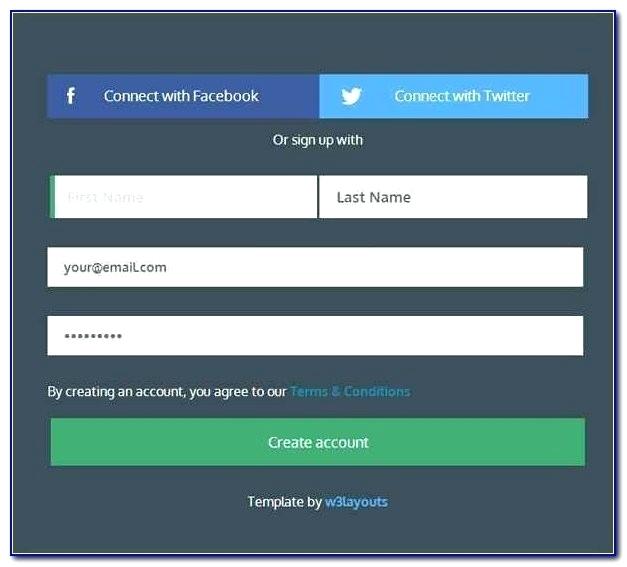 Connect with Facebook
Connect with Twitter
Or sign up with
First Name
Last Name
your@email.com
•••••••••
By creating an account, you agree to our Terms & Conditions
Create account
Template by w3layouts